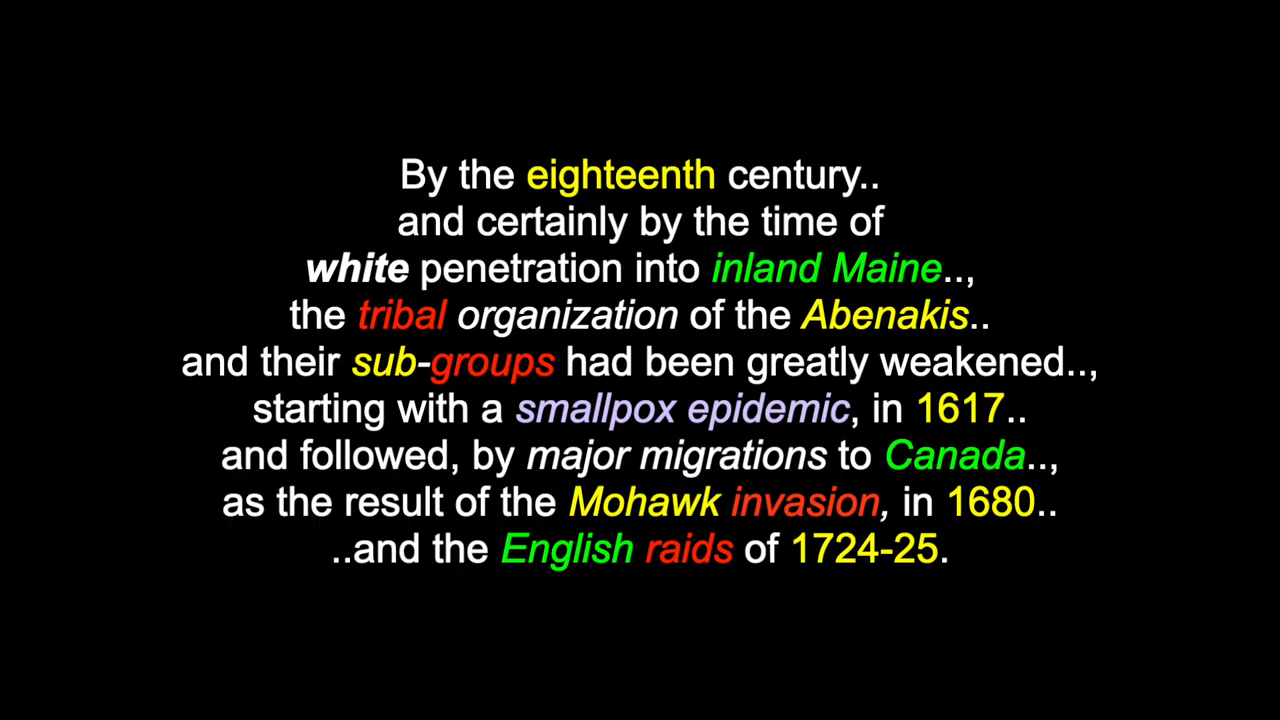 By the eighteenth century..
and certainly by the time of
white penetration into inland Maine..,
the tribal organization of the Abenakis..
and their sub-groups had been greatly weakened..,
starting with a smallpox epidemic, in 1617..
and followed, by major migrations to Canada..,
as the result of the Mohawk invasion, in 1680..
..and the English raids of 1724-25.